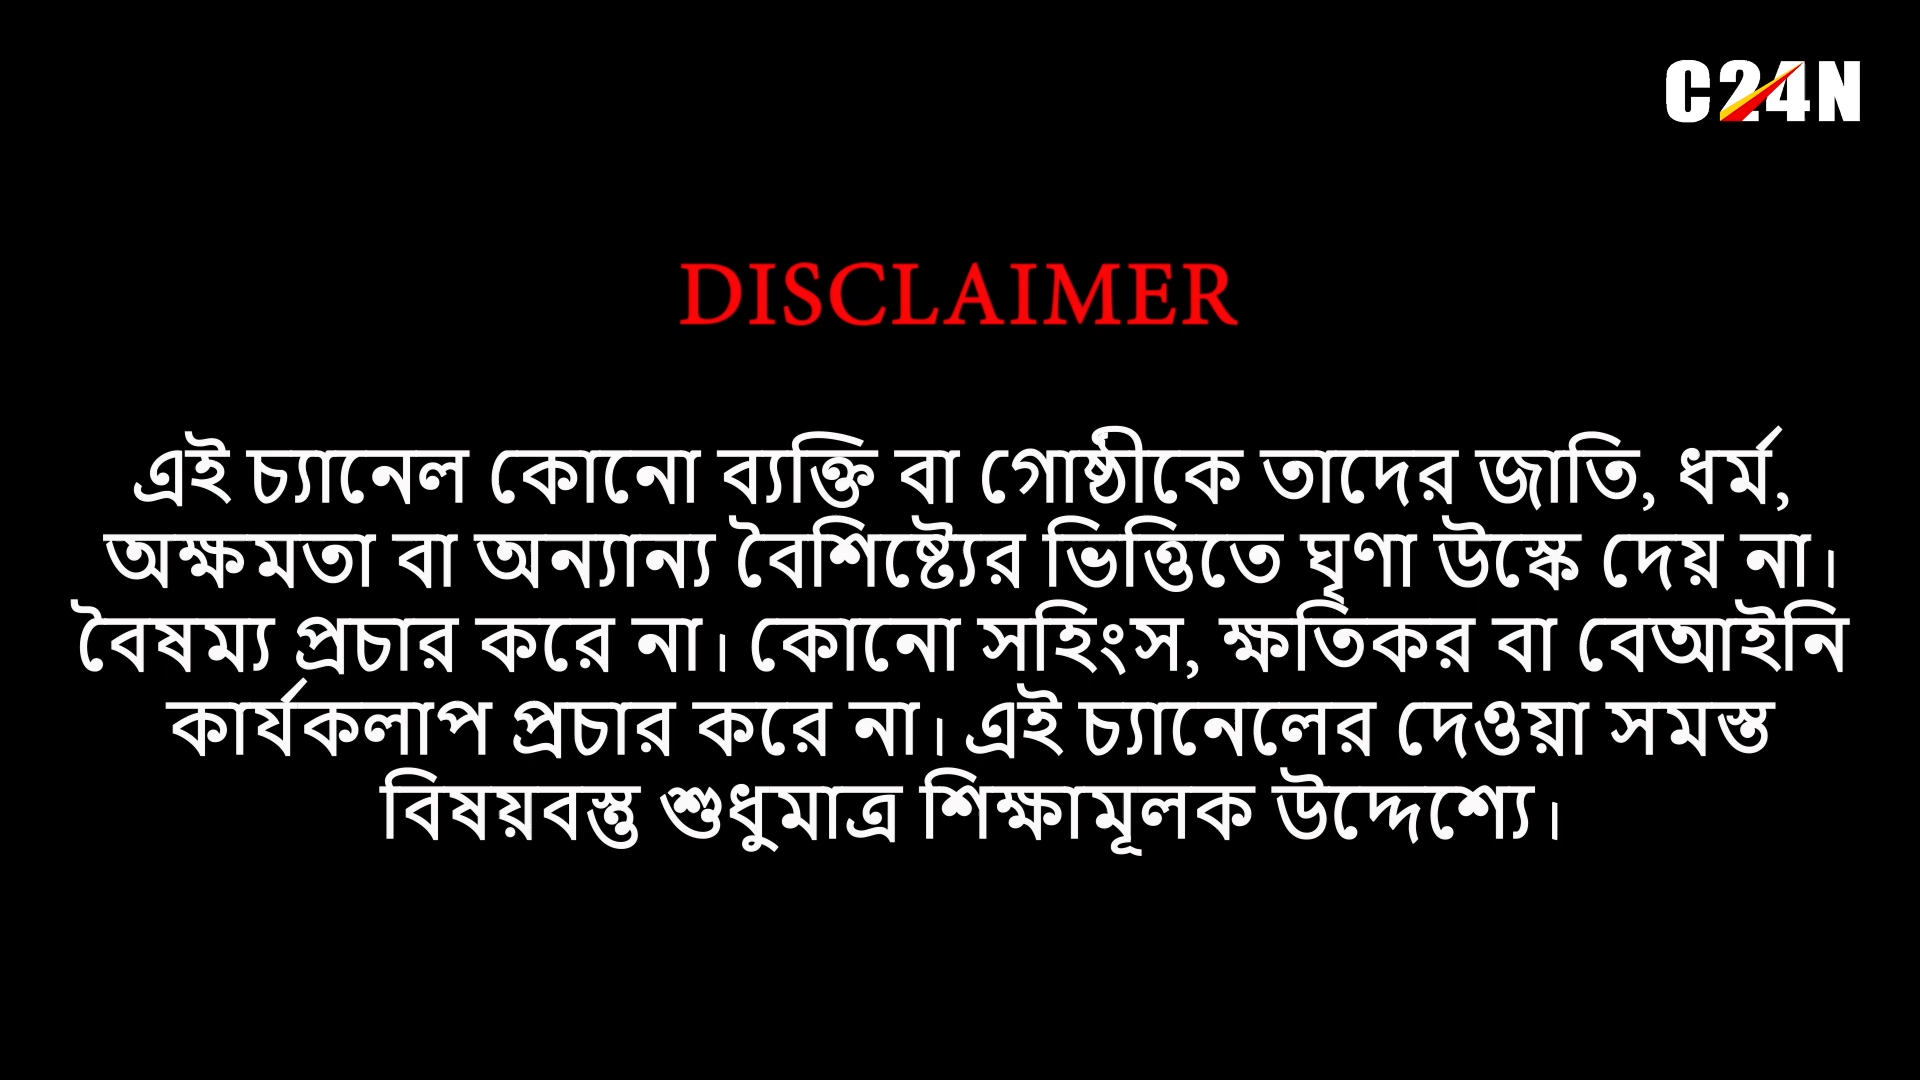 C24N
DISCLAIMER
এই চ্যানেল কোনো ব্যক্তি বা গোষ্ঠীকে তাদের জাতি, ধর্ম,
অক্ষমতা বা অন্যান্য বৈশিষ্ট্যের ভিত্তিতে ঘৃণা উস্কে দেয় না।
বৈষম্য প্রচার করে না। কোনো সহিংস, ক্ষতিকর বা বেআইনি
কার্যকলাপ প্রচার করে না। এই চ্যানেলের দেওয়া সমস্ত
বিষয়বস্তু শুধুমাত্র শিক্ষামূলক উদ্দেশ্যে।